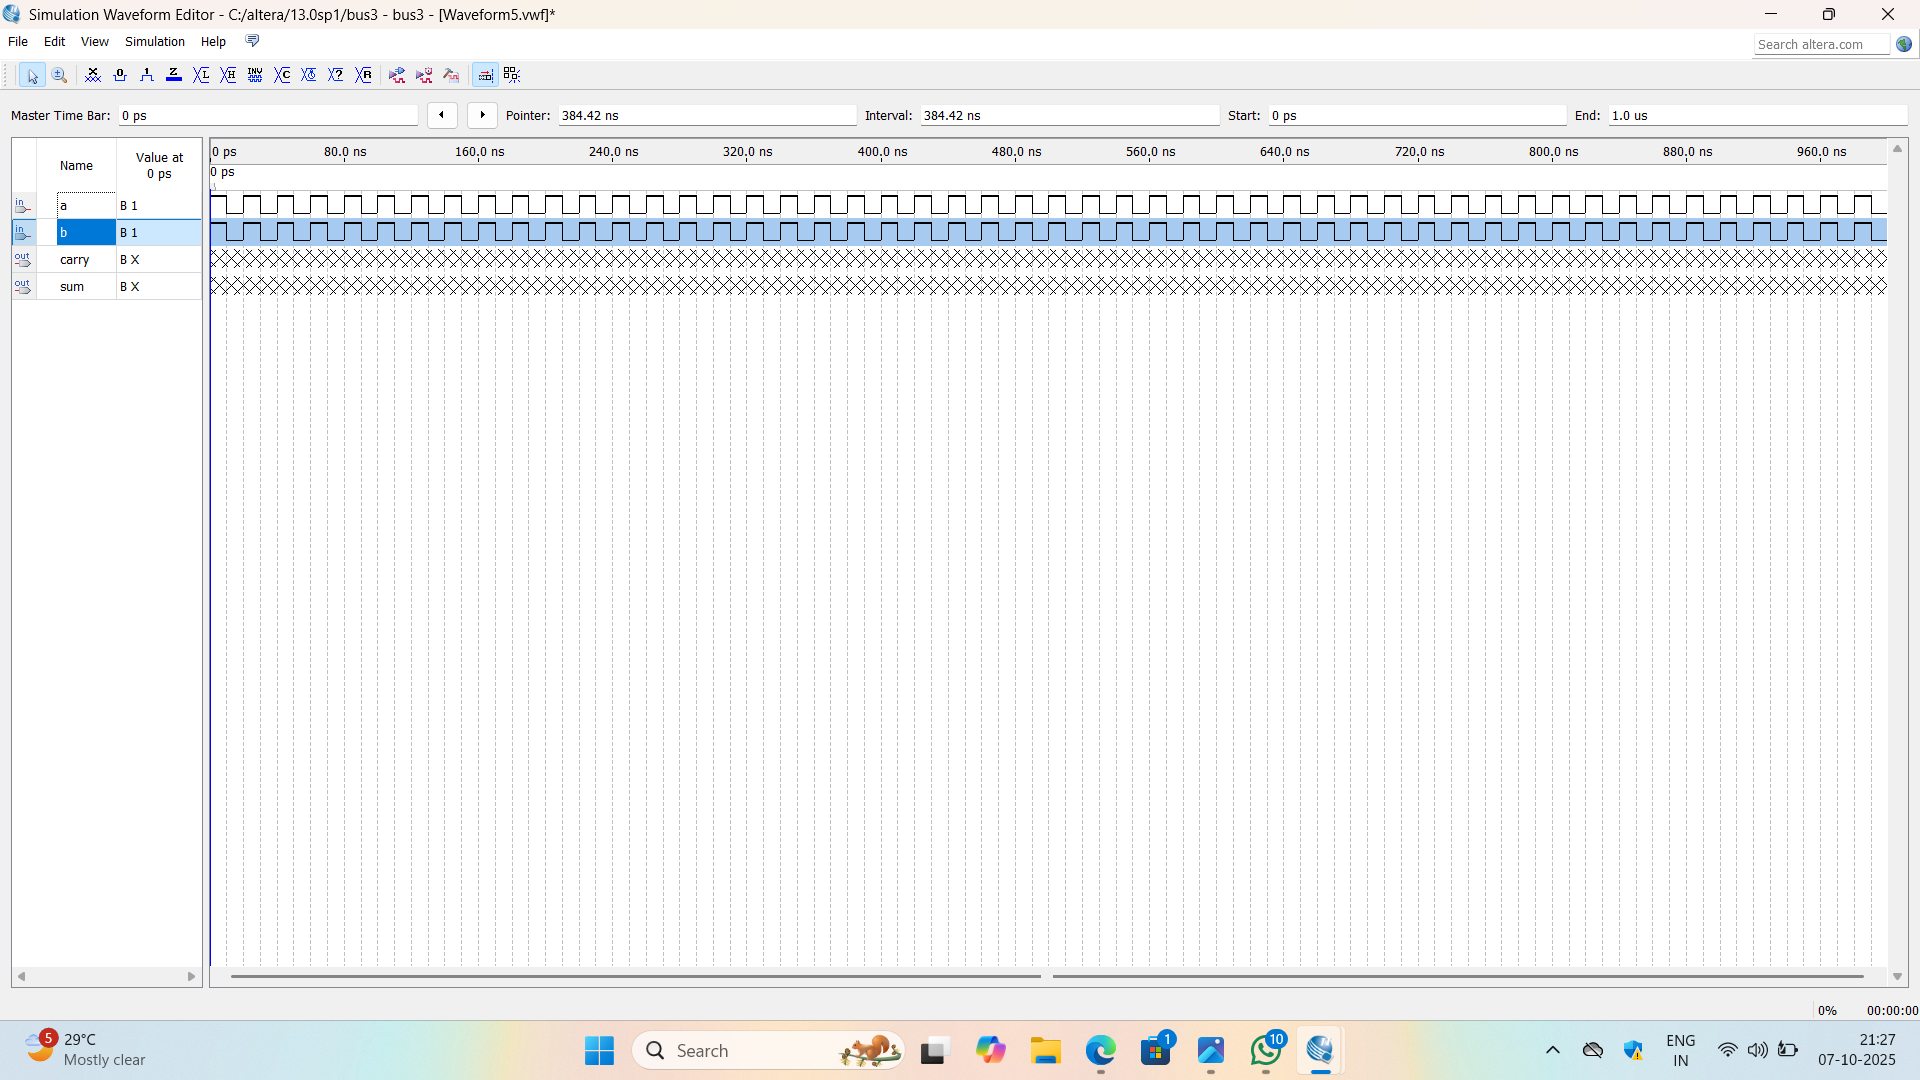 Simulation Waveform Editor - C:/altera/13.0sp1/bus3 - bus3 - [Waveform5.vwf]*
File Edit View Simulation Help
Search altera.com
Master Time Bar: 0 ps Pointer: 384.42 ns Interval: 384.42 ns Start: 0 ps End: 1.0 us
Name Value at 0 ps
0 ps 80.0 ns 160.0 ns 240.0 ns 320.0 ns 400.0 ns 480.0 ns 560.0 ns 640.0 ns 720.0 ns 800.0 ns 880.0 ns 960.0 ns
0 ps
in a B 1
in b B 1
out carry B X
out sum B X
0% 00:00:00
5 29°C
Mostly clear
Search
1
10
ENG
IN
21:27
07-10-2025